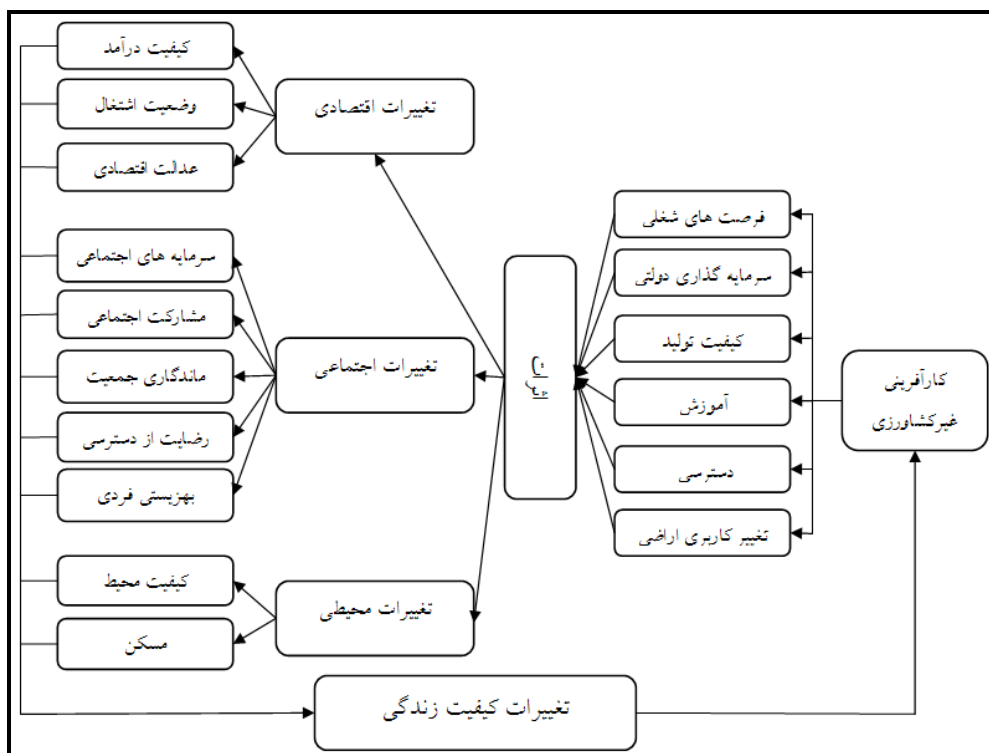 کارآفرینی
غیرکشاورزی
فرصت های شغلی
سرمایه گذاری دولتی
کیفیت تولید
آموزش
دسترسی
تغییر کاربری اراضی
اثرات
تغییرات اقتصادی
کیفیت درآمد
وضعیت اشتغال
عدالت اقتصادی
تغییرات اجتماعی
سرمایه های اجتماعی
مشارکت اجتماعی
ماندگاری جمعیت
رضایت از دسترسی
بهزیستی فردی
تغییرات محیطی
کیفیت محیط
مسکن
تغییرات کیفیت زندگی